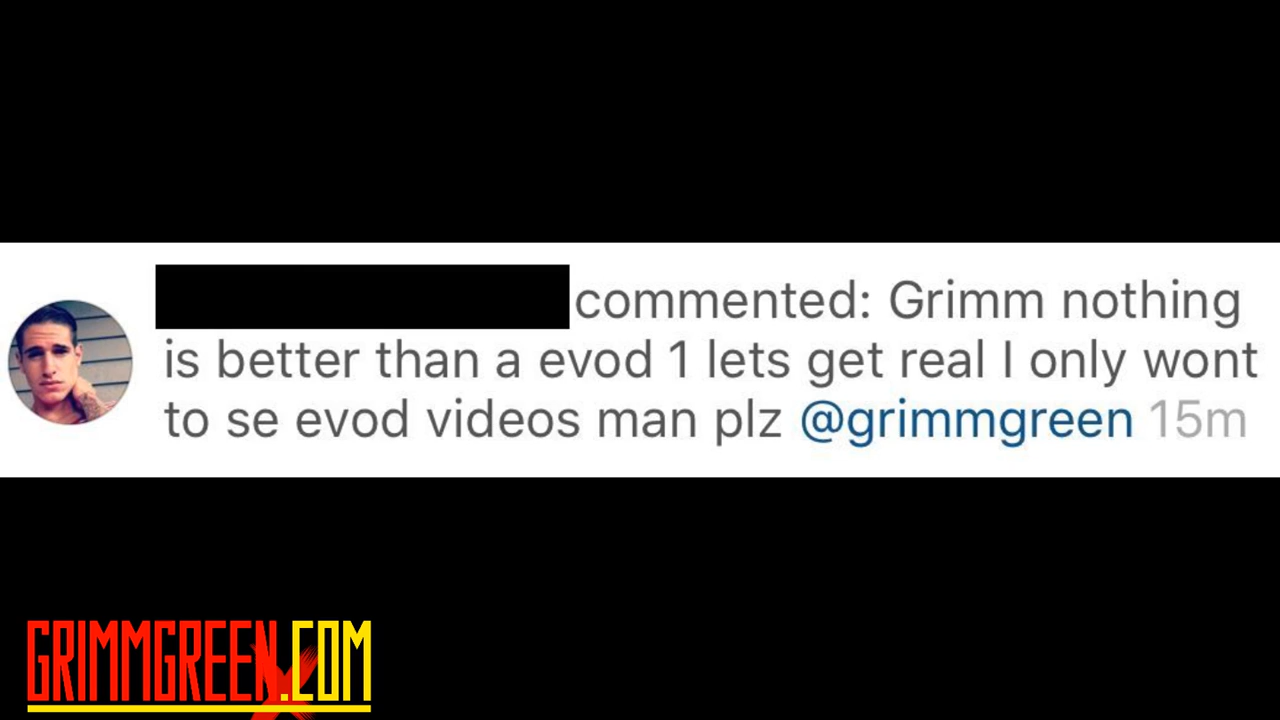 commented: Grimm nothing
is better than a evod 1 lets get real I only wont
to se evod videos man plz @grimmgreen 15m
GRIMMGREEN.COM